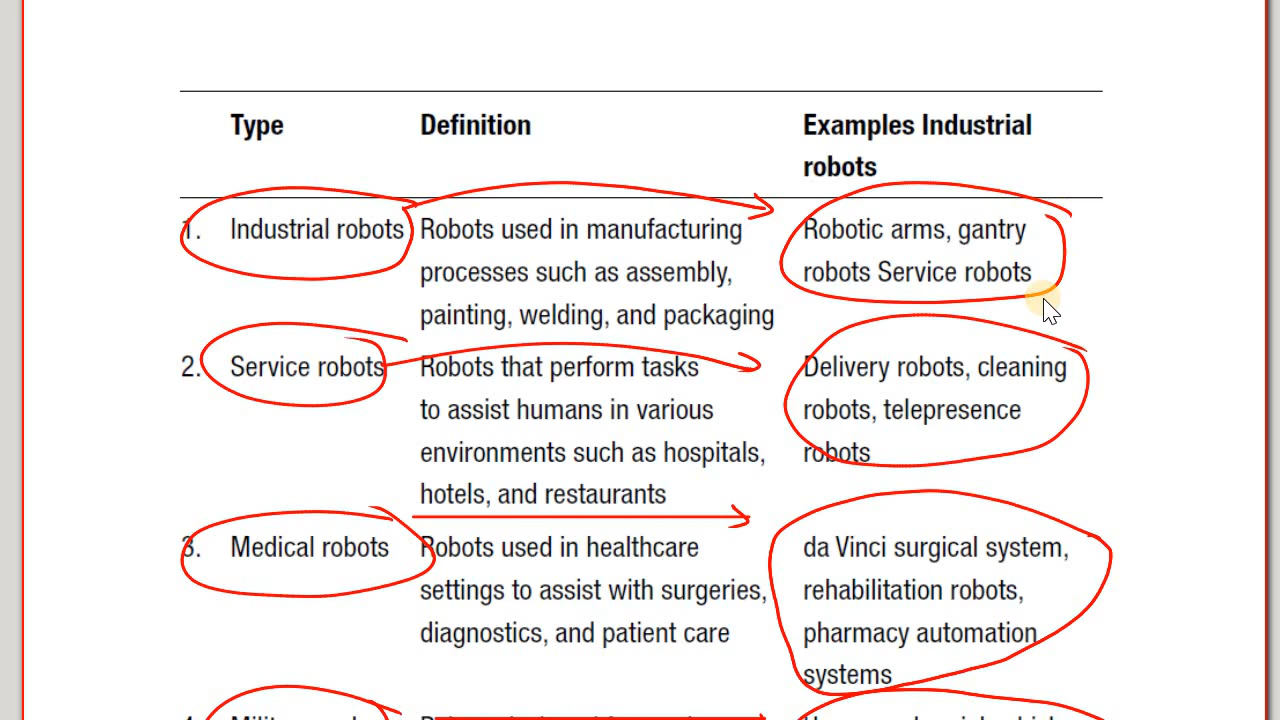 Type Definition Examples Industrial
robots
1. Industrial robots Robots used in manufacturing Robotic arms, gantry
processes such as assembly, robots Service robots
painting, welding, and packaging
2. Service robots Robots that perform tasks Delivery robots, cleaning
to assist humans in various robots, telepresence
environments such as hospitals, robots
hotels, and restaurants
3. Medical robots Robots used in healthcare da Vinci surgical system,
settings to assist with surgeries, rehabilitation robots,
diagnostics, and patient care pharmacy automation
systems